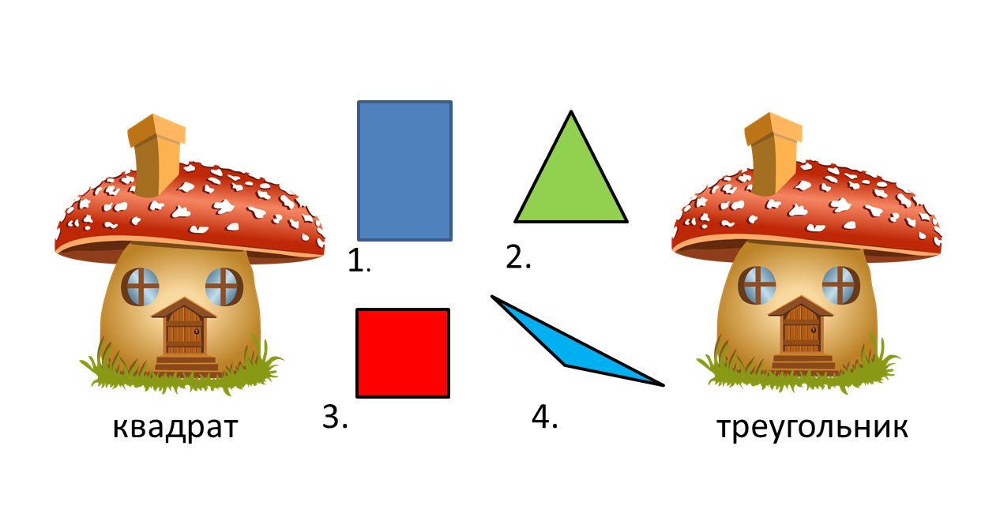 1.
2.
3.
4.
квадрат
треугольник